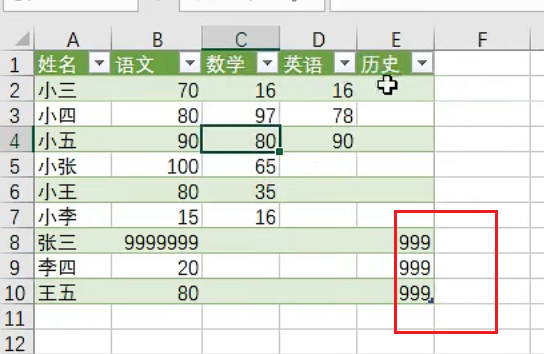 A B C D E F
1 姓名 语文 数学 英语 历史
2 小三 70 16 16
3 小四 80 97 78
4 小五 90 80 90
5 小张 100 65
6 小王 80 35
7 小李 15 16
8 张三 9999999 999
9 李四 20 999
10 王五 80 999
11
12